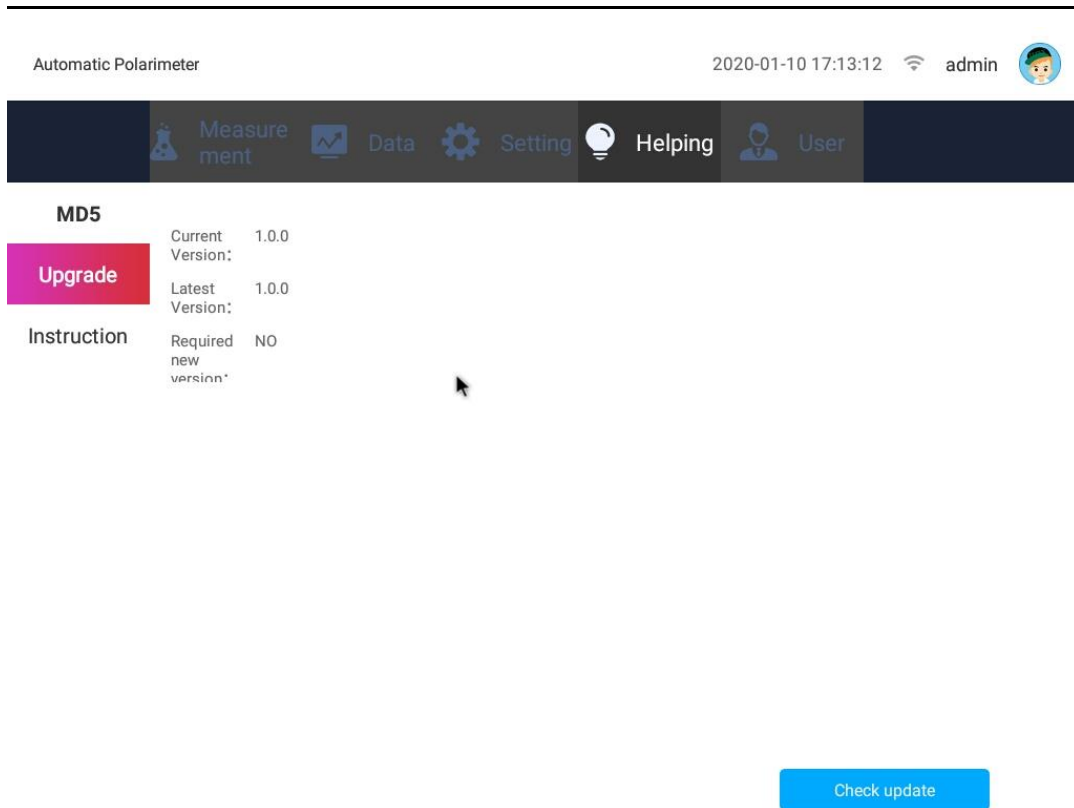 Automatic Polarimeter
2020-01-10 17:13:12 admin
Measure
ment
Data
Setting
Helping
User
MD5
Upgrade
Instruction
Current 1.0.0
Version：
Latest 1.0.0
Version：
Required NO
new
version：
Check update